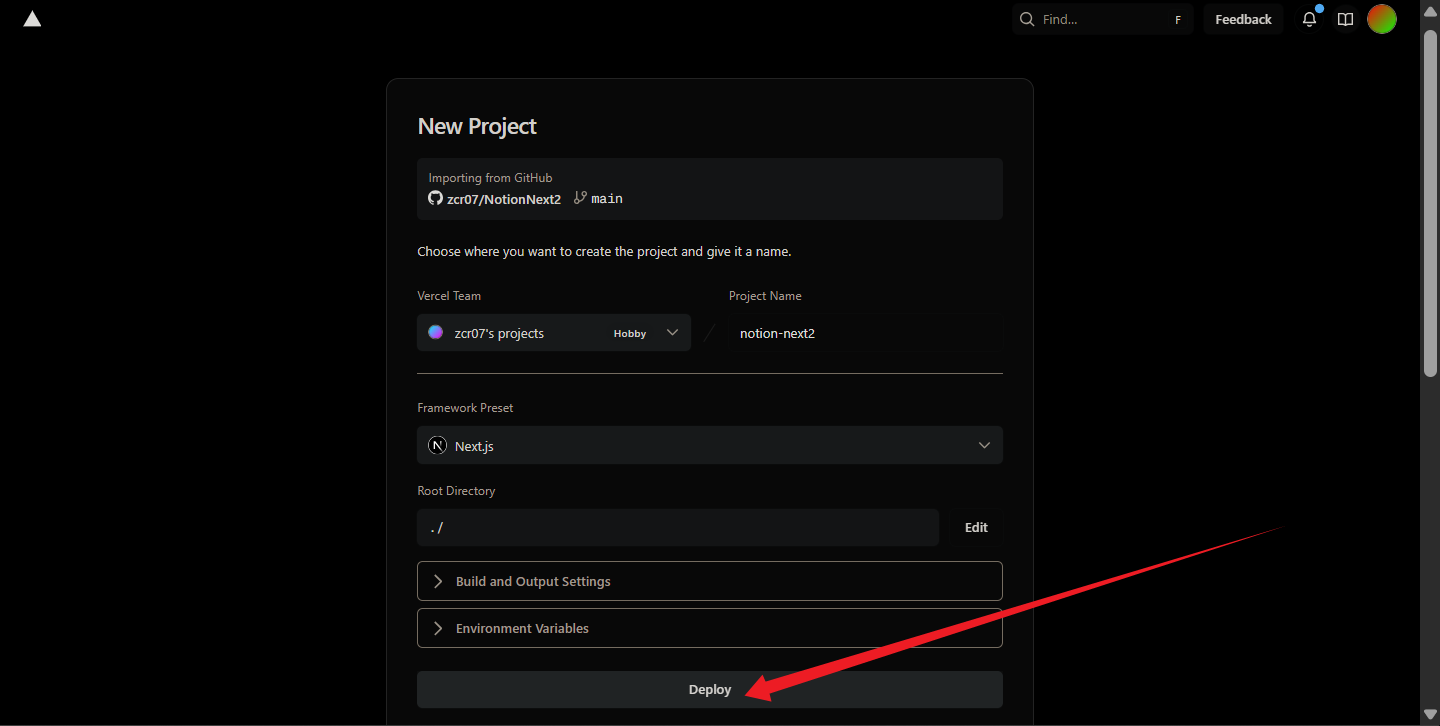 Find...
F
Feedback
New Project
Importing from GitHub
zcr07/NotionNext2 main
Choose where you want to create the project and give it a name.
Vercel Team
Project Name
zcr07's projects Hobby
notion-next2
Framework Preset
N Next.js
Root Directory
./
Edit
Build and Output Settings
Environment Variables
Deploy